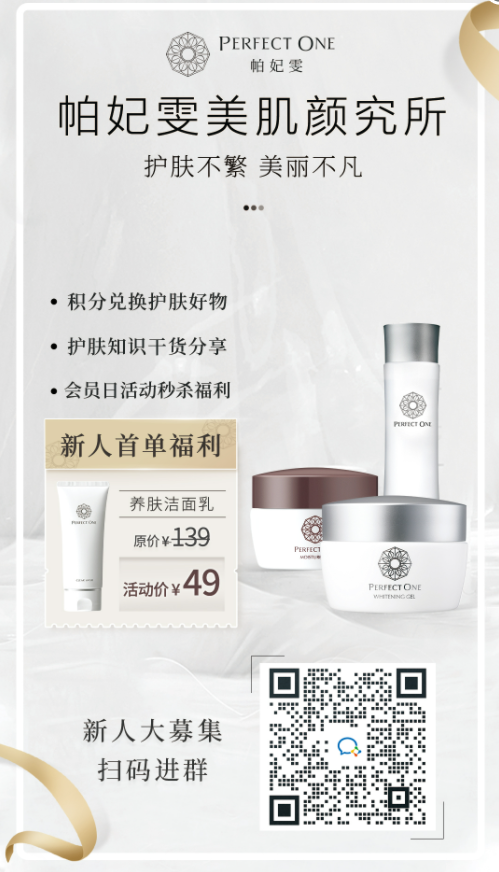 PERFECT ONE
帕妃雯
帕妃雯美肌颜究所
护肤不繁 美丽不凡
• 积分兑换护肤好物
• 护肤知识干货分享
• 会员日活动秒杀福利
新人首单福利
PERFECT ONE
养肤洁面乳
原价¥139
活动价¥49
PERFECT ONE
PERFECT ONE
PERFECT ONE
WHITENING GEL
新人大募集
扫码进群